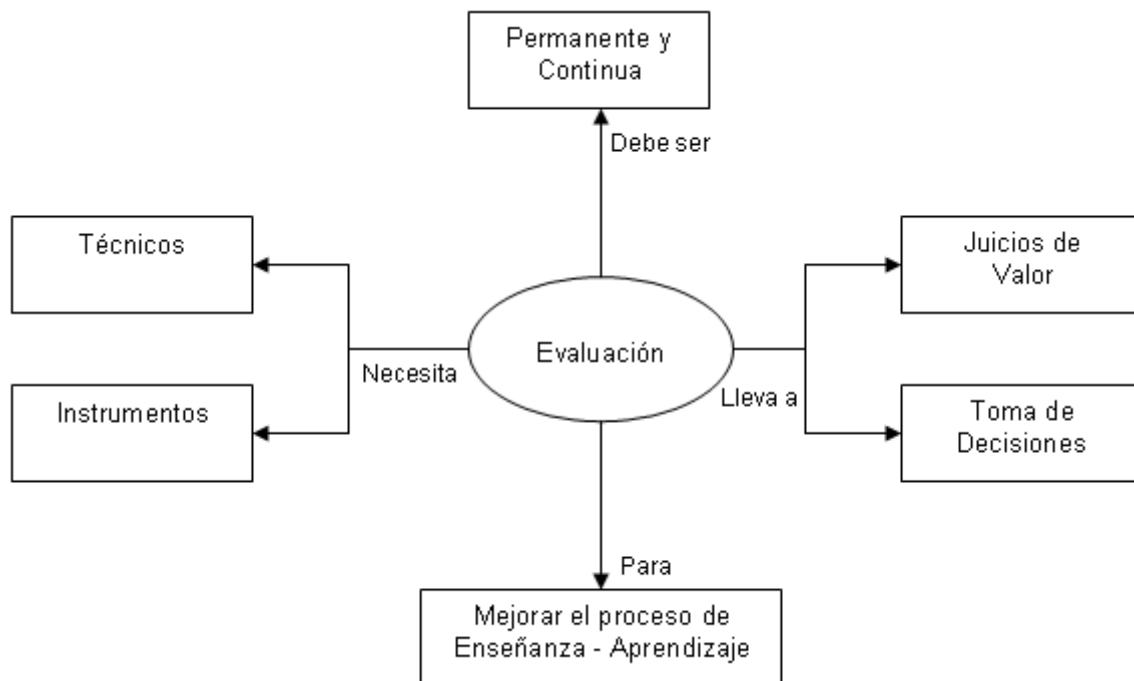 Permanente y
Continua
Debe ser
Técnicos
Juicios de
Valor
Evaluación
Necesita
Lleva a
Instrumentos
Toma de
Decisiones
Para
Mejorar el proceso de
Enseñanza - Aprendizaje